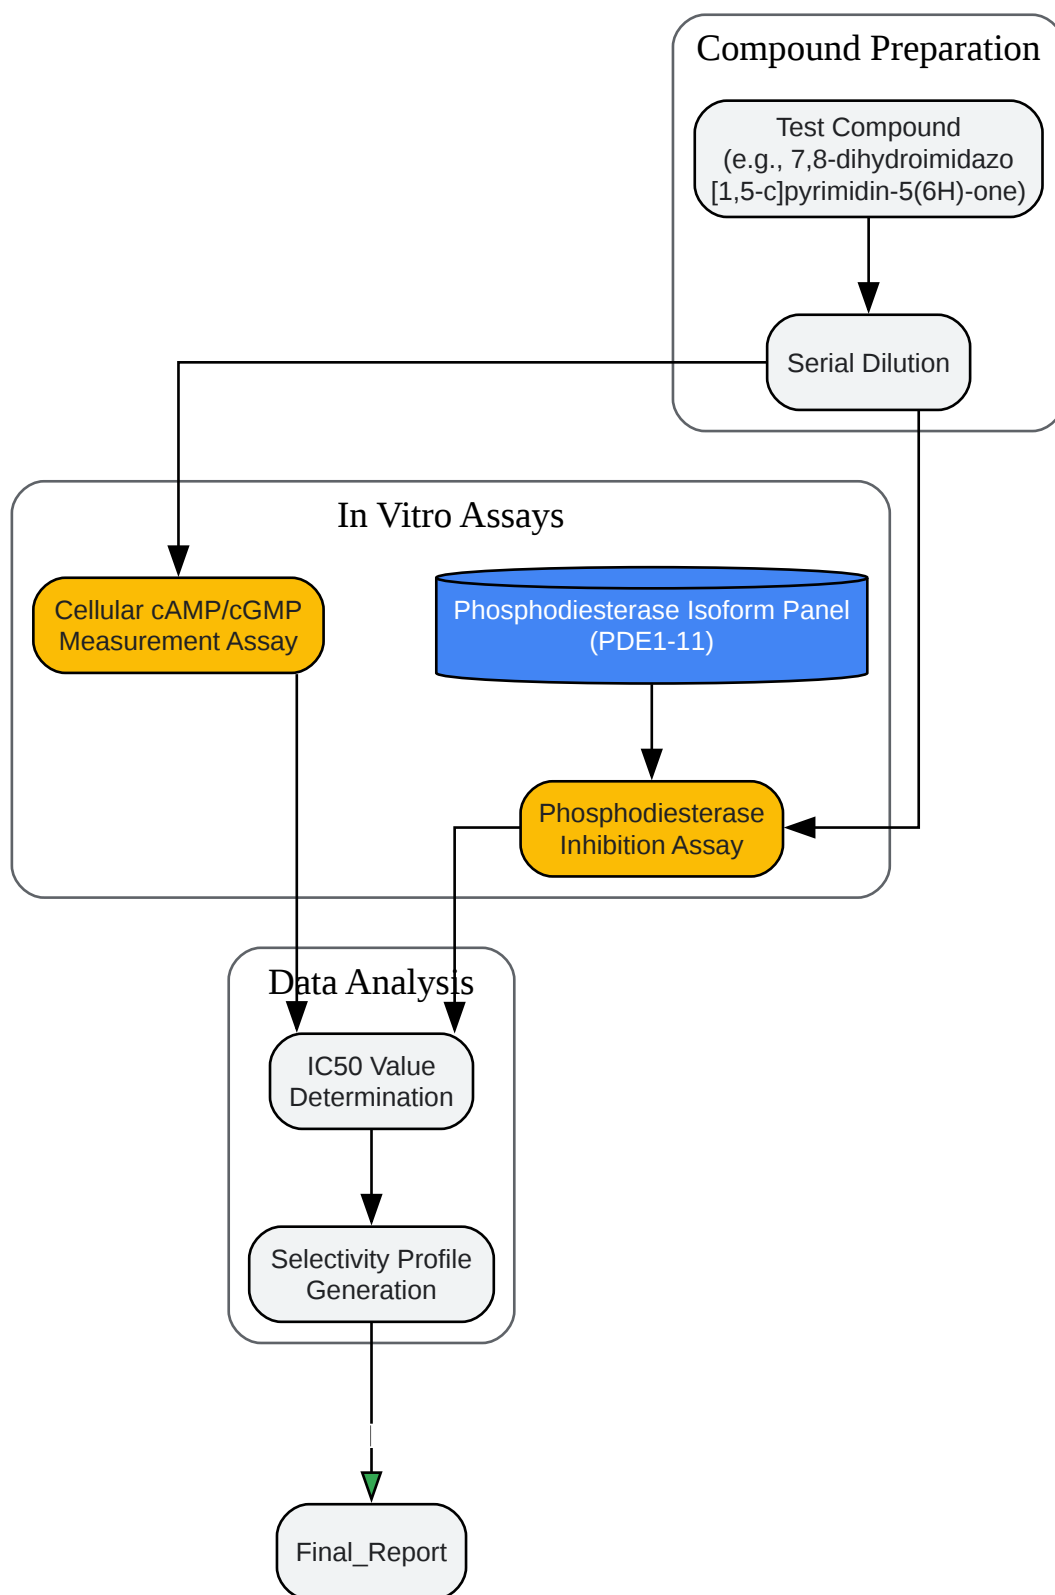 Compound Preparation
Test Compound
(e.g., 7,8-dihydroimidazo
[1,5-c]pyrimidin-5(6H)-one)
Serial Dilution
In Vitro Assays
Cellular cAMP/cGMP
Measurement Assay
Phosphodiesterase Isoform Panel
(PDE1-11)
Phosphodiesterase
Inhibition Assay
Data Analysis
IC50 Value
Determination
Selectivity Profile
Generation
Final_Report